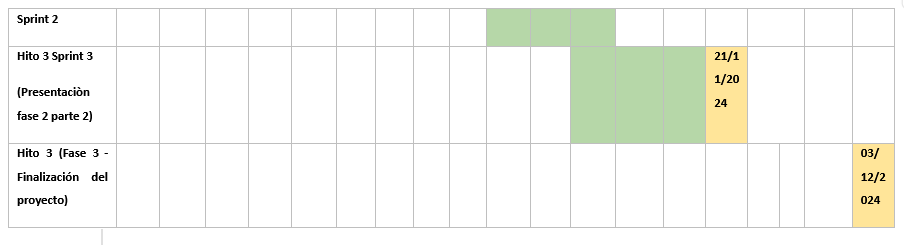 Sprint 2
Hito 3 Sprint 3
(Presentaciòn
fase 2 parte 2)
21/1
1/20
24
Hito 3 (Fase 3 -
Finalización del
proyecto)
03/
12/2
024